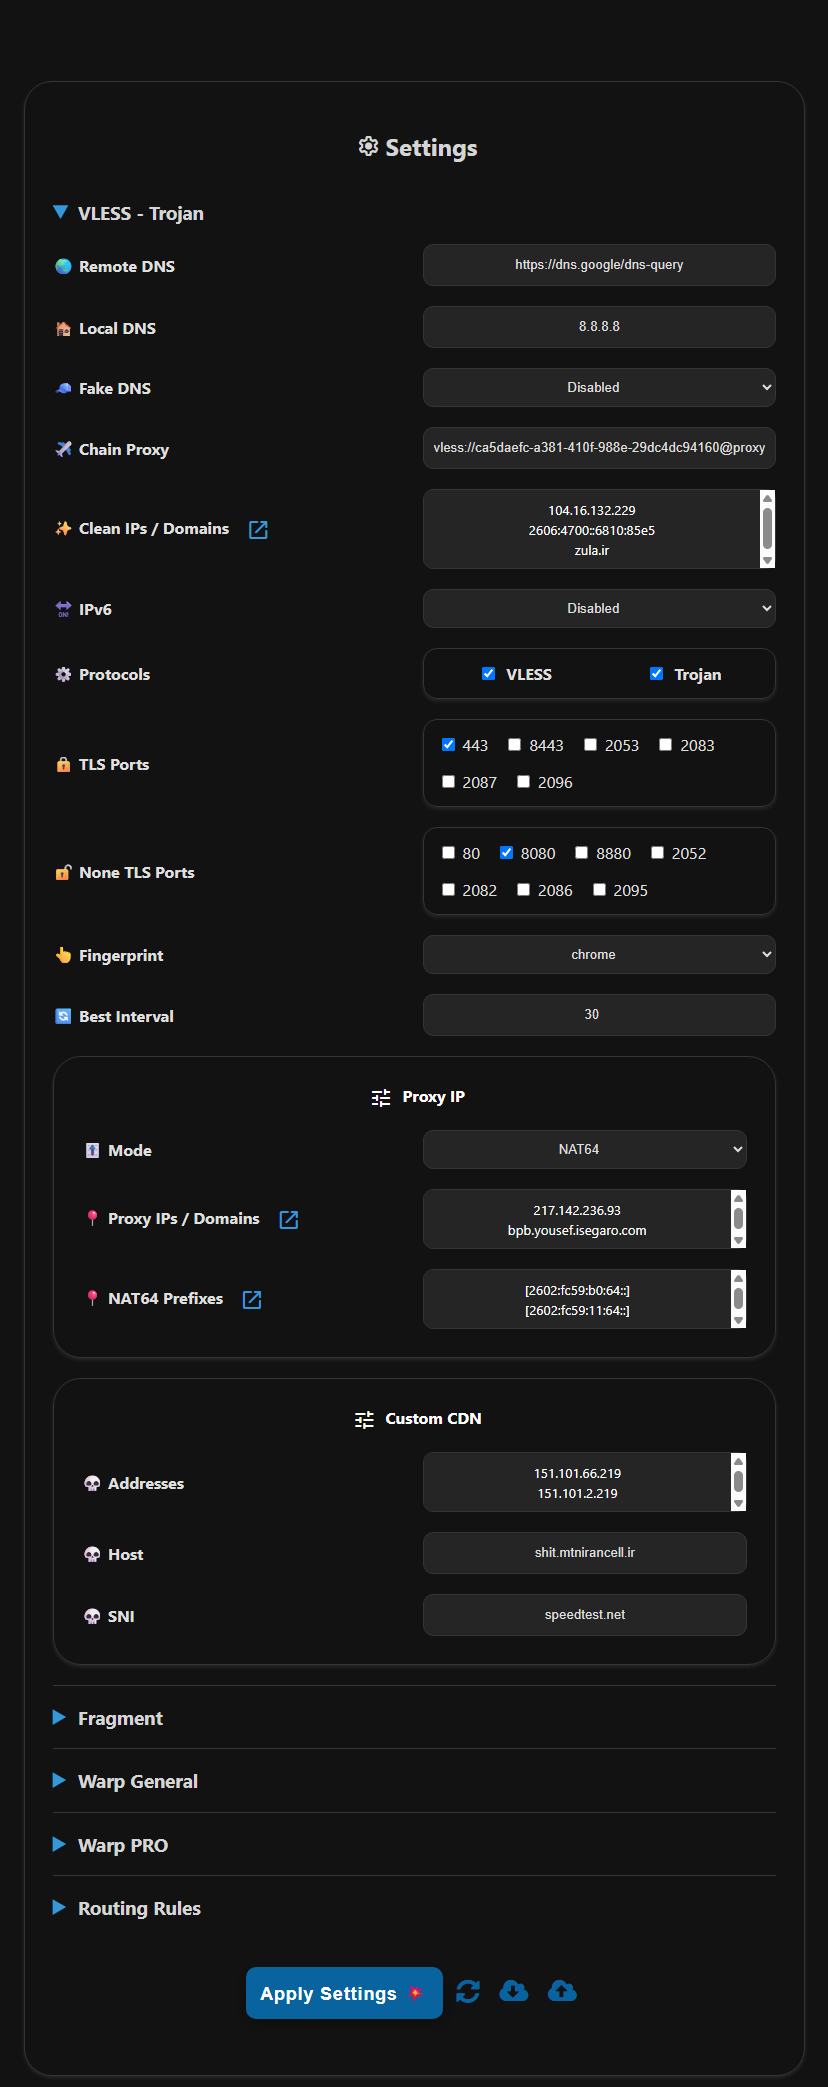 Settings
VLESS - Trojan
Remote DNS
https://dns.google/dns-query
Local DNS
8.8.8.8
Fake DNS
Disabled
Chain Proxy
vless://ca5daefc-a381-410f-988e-29dc4dc94160@proxy
Clean IPs / Domains
104.16.132.229
2606:4700::6810:85e5
zula.ir
IPv6
Disabled
Protocols
VLESS Trojan
TLS Ports
443 8443 2053 2083
2087 2096
None TLS Ports
80 8080 8880 2052
2082 2086 2095
Fingerprint
chrome
Best Interval
30
Proxy IP
Mode
NAT64
Proxy IPs / Domains
217.142.236.93
bpb.yousef.isegaro.com
NAT64 Prefixes
[2602:fc59:b0:64::]
[2602:fc59:11:64::]
Custom CDN
Addresses
151.101.66.219
151.101.2.219
Host
shit.mtnirancell.ir
SNI
speedtest.net
Fragment
Warp General
Warp PRO
Routing Rules
Apply Settings